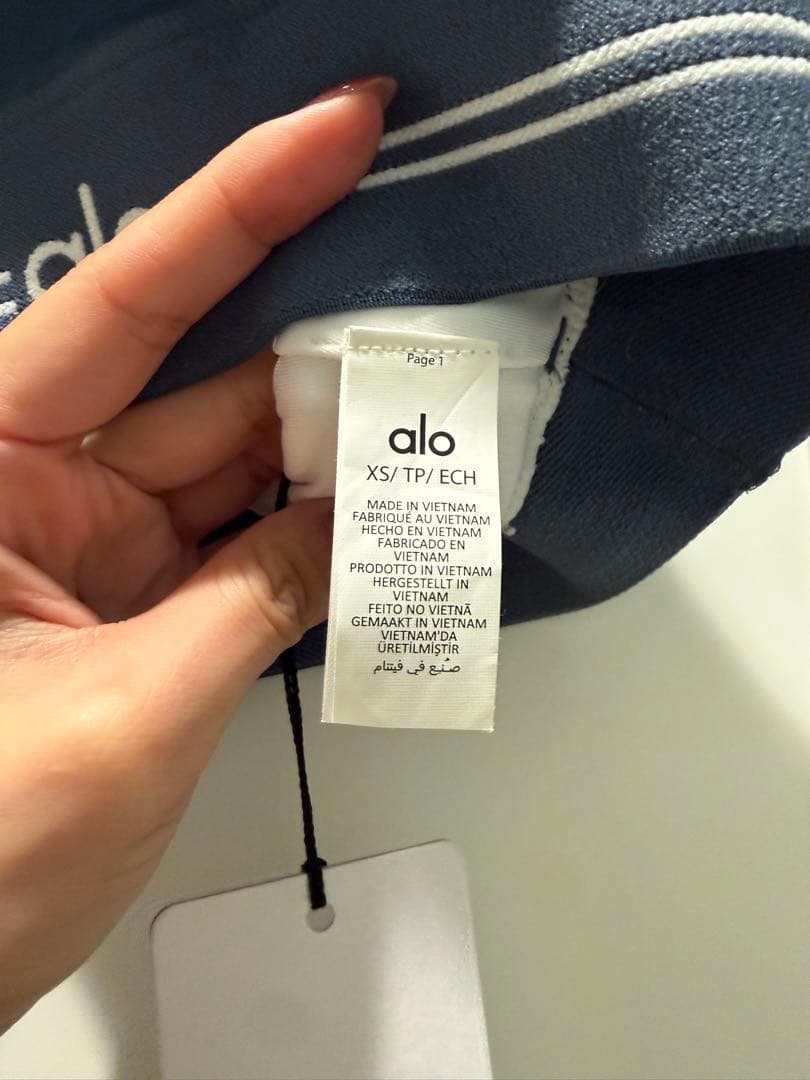 alo
Page 1
alo
XS/ TP/ ECH
MADE IN VIETNAM
FABRIQUÉ AU VIETNAM
HECHO EN VIETNAM
FABRICADO EN
VIETNAM
PRODOTTO IN VIETNAM
HERGESTELLT IN
VIETNAM
FEITO NO VIETNÃ
GEMAAKT IN VIETNAM
VIETNAM'DA
ÜRETİLMİŞTİR
صُنِع في فيتنام